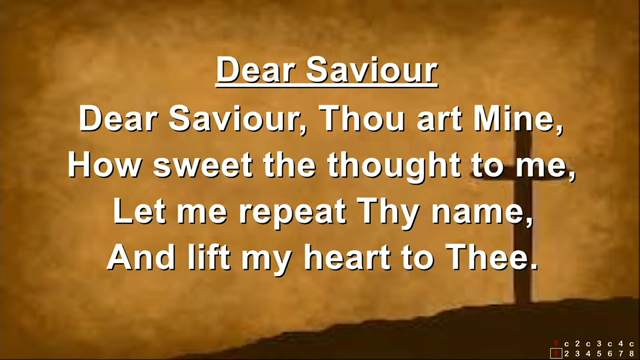 Dear Saviour
Dear Saviour, Thou art Mine,
How sweet the thought to me,
Let me repeat Thy name,
And lift my heart to Thee.
c 2 c 3 c 4 c
2 3 4 5 6 7 8